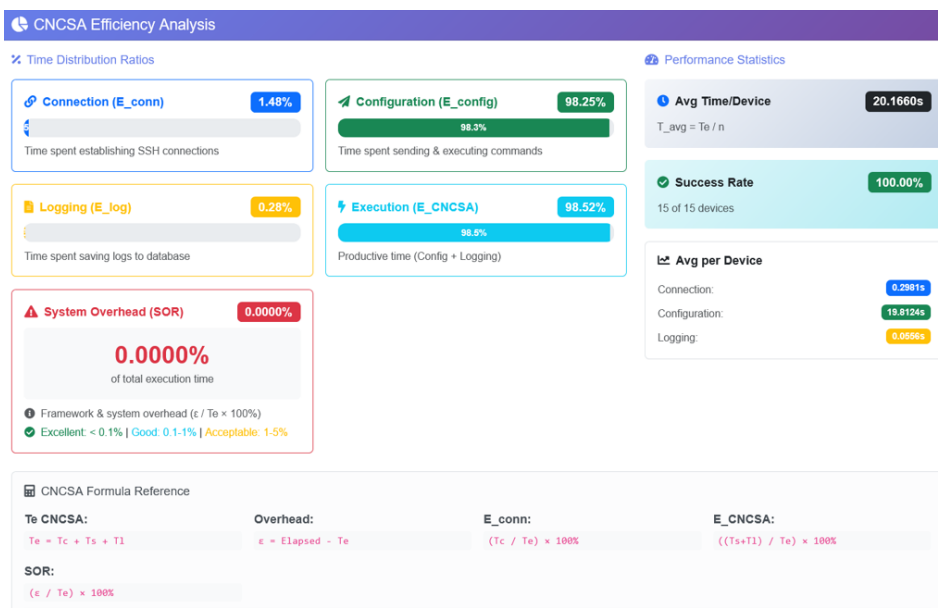 CNCSA Efficiency Analysis
Time Distribution Ratios
Connection (E_conn) 1.48%
Time spent establishing SSH connections
Configuration (E_config) 98.25%
98.3%
Time spent sending & executing commands
Logging (E_log) 0.28%
Time spent saving logs to database
Execution (E_CNCSA) 98.52%
98.5%
Productive time (Config + Logging)
System Overhead (SOR) 0.0000%
0.0000%
of total execution time
Framework & system overhead (ε / Te × 100%)
Excellent: < 0.1% | Good: 0.1-1% | Acceptable: 1-5%
Performance Statistics
Avg Time/Device 20.1660s
T_avg = Te / n
Success Rate 100.00%
15 of 15 devices
Avg per Device
Connection: 0.2981s
Configuration: 19.8124s
Logging: 0.0556s
CNCSA Formula Reference
Te CNCSA:
Te = Tc + Ts + Tl
Overhead:
ε = Elapsed - Te
E_conn:
(Tc / Te) × 100%
E_CNCSA:
((Ts+Tl) / Te) × 100%
SOR:
(ε / Te) × 100%